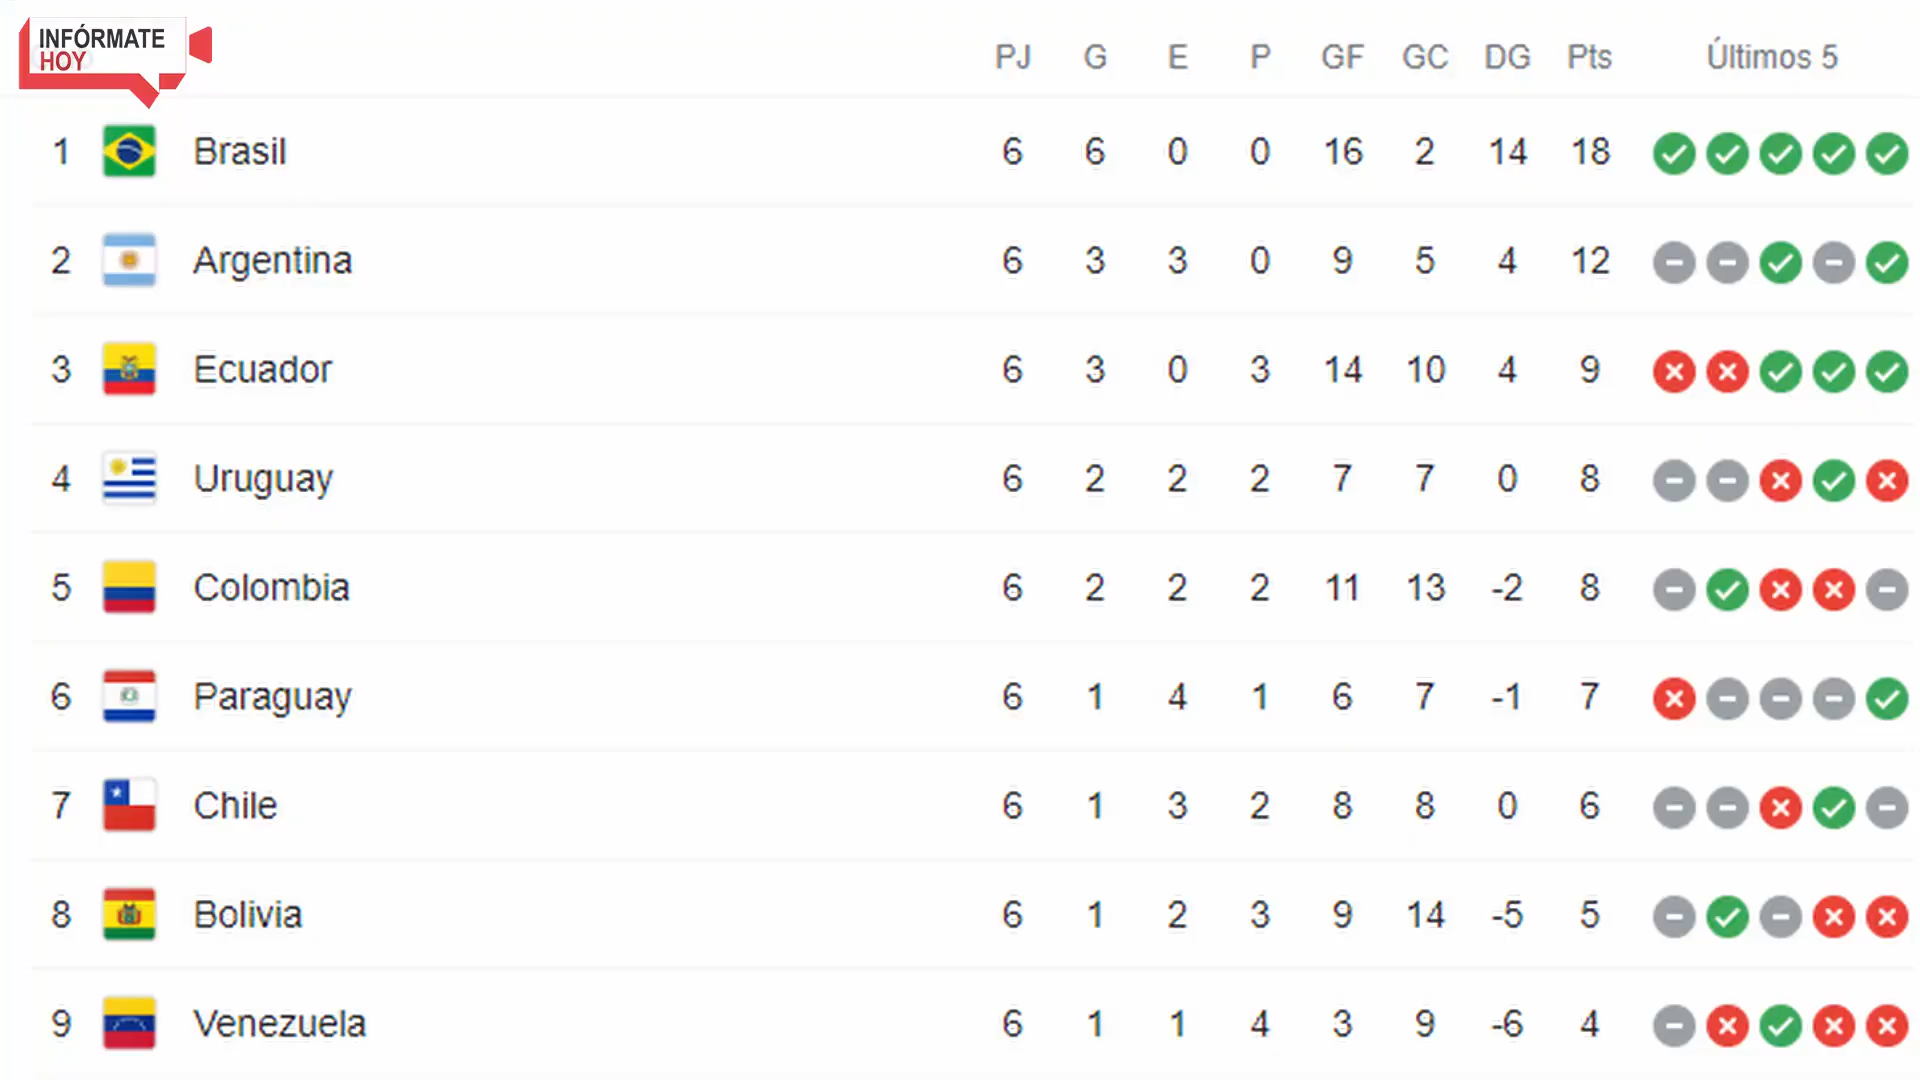 INFÓRMATE
HOY
PJ G E P GF GC DG Pts Últimos 5
1 Brasil 6 6 0 0 16 2 14 18
2 Argentina 6 3 3 0 9 5 4 12
3 Ecuador 6 3 0 3 14 10 4 9
4 Uruguay 6 2 2 2 7 7 0 8
5 Colombia 6 2 2 2 11 13 -2 8
6 Paraguay 6 1 4 1 6 7 -1 7
7 Chile 6 1 3 2 8 8 0 6
8 Bolivia 6 1 2 3 9 14 -5 5
9 Venezuela 6 1 1 4 3 9 -6 4